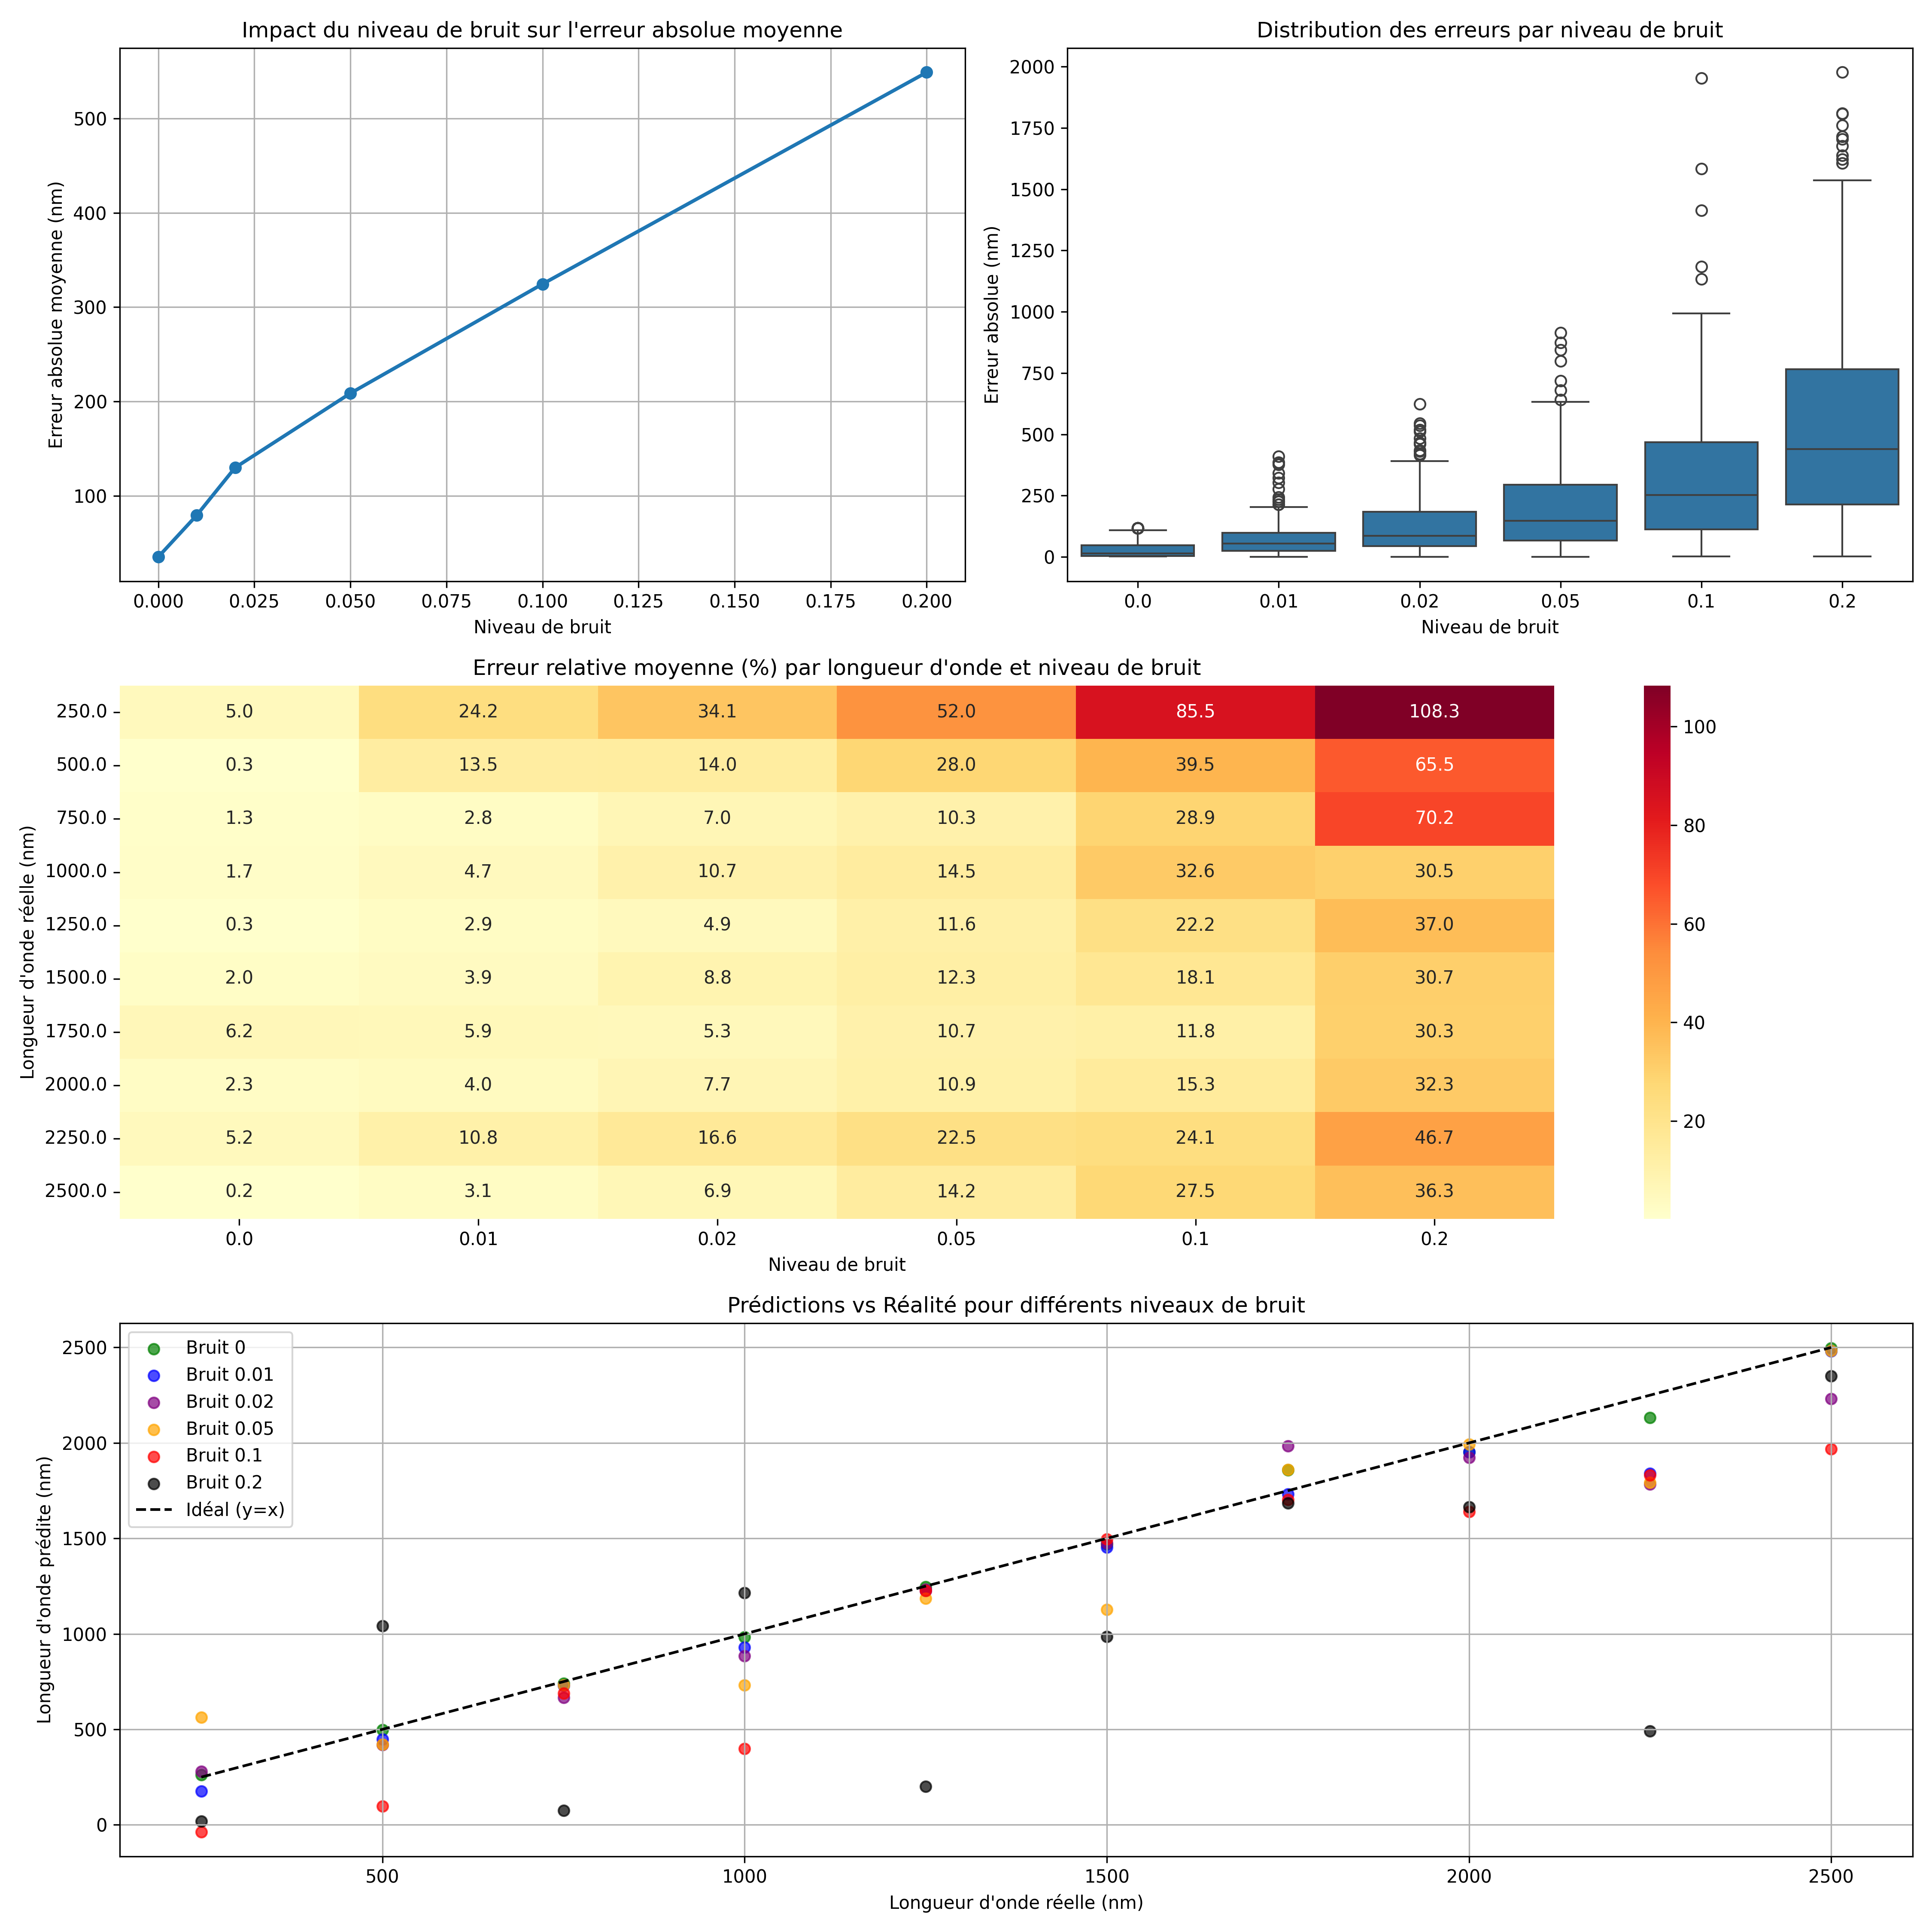 Impact du niveau de bruit sur l'erreur absolue moyenne
Erreur absolue moyenne (nm)
500
400
300
200
100
0.000 0.025 0.050 0.075 0.100 0.125 0.150 0.175 0.200
Niveau de bruit
Distribution des erreurs par niveau de bruit
Erreur absolue (nm)
2000
1750
1500
1250
1000
750
500
250
0
0.0 0.01 0.02 0.05 0.1 0.2
Niveau de bruit
Erreur relative moyenne (%) par longueur d'onde et niveau de bruit
Longueur d'onde réelle (nm)
250.0 5.0 24.2 34.1 52.0 85.5 108.3
500.0 0.3 13.5 14.0 28.0 39.5 65.5
750.0 1.3 2.8 7.0 10.3 28.9 70.2
1000.0 1.7 4.7 10.7 14.5 32.6 30.5
1250.0 0.3 2.9 4.9 11.6 22.2 37.0
1500.0 2.0 3.9 8.8 12.3 18.1 30.7
1750.0 6.2 5.9 5.3 10.7 11.8 30.3
2000.0 2.3 4.0 7.7 10.9 15.3 32.3
2250.0 5.2 10.8 16.6 22.5 24.1 46.7
2500.0 0.2 3.1 6.9 14.2 27.5 36.3
0.0 0.01 0.02 0.05 0.1 0.2
Niveau de bruit
100
80
60
40
20
Prédictions vs Réalité pour différents niveaux de bruit
Longueur d'onde prédite (nm)
2500
2000
1500
1000
500
0
Bruit 0
Bruit 0.01
Bruit 0.02
Bruit 0.05
Bruit 0.1
Bruit 0.2
Idéal (y=x)
500 1000 1500 2000 2500
Longueur d'onde réelle (nm)